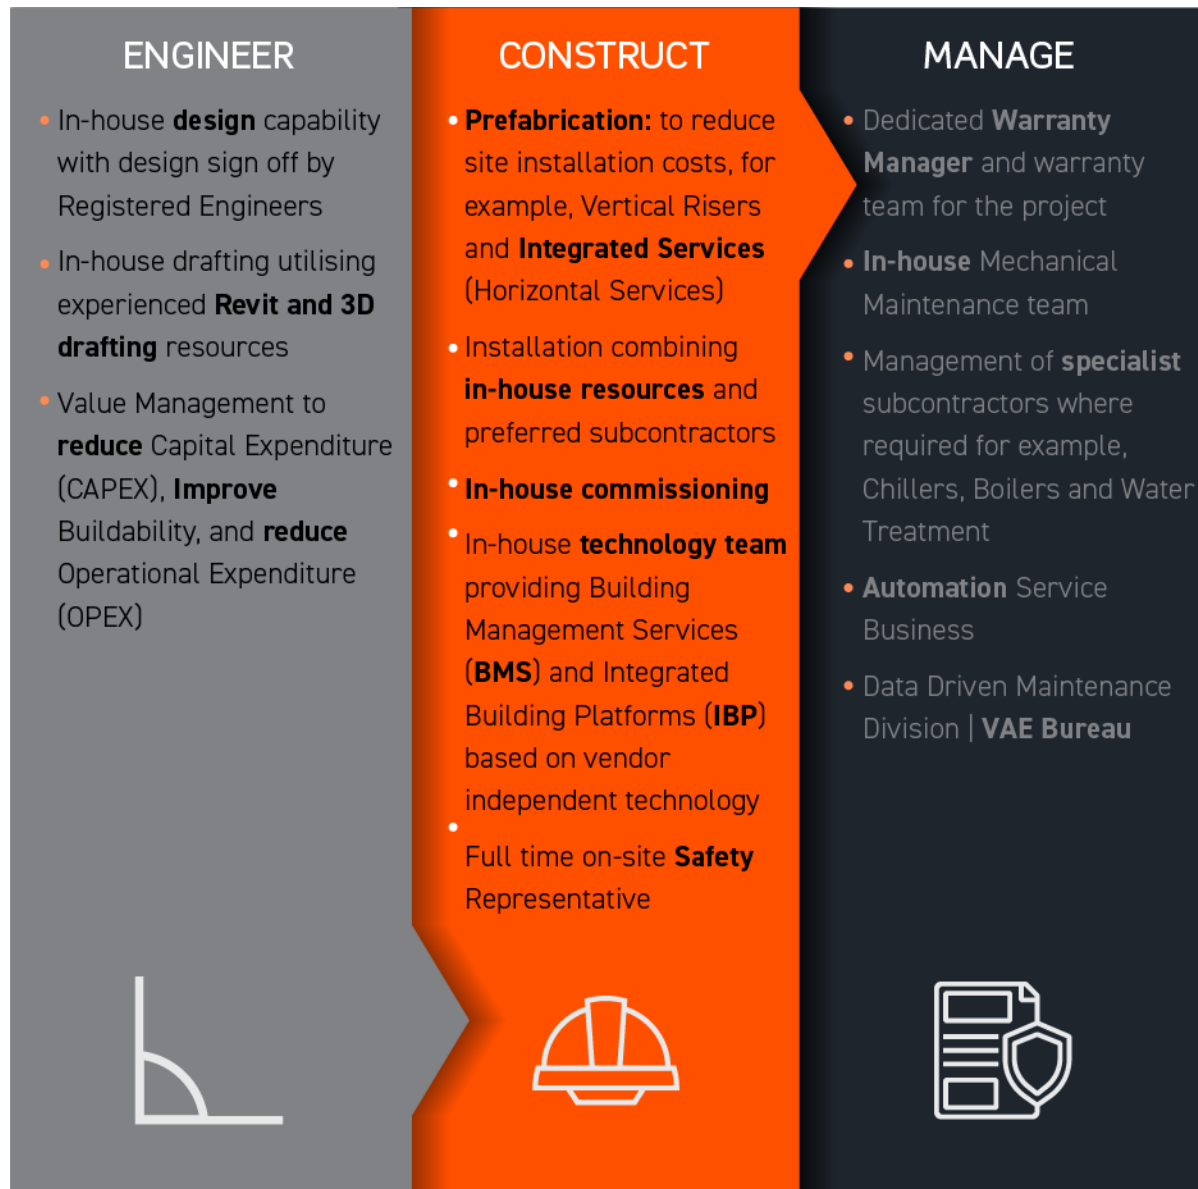 ENGINEER
• In-house design capability
with design sign off by
Registered Engineers
• In-house drafting utilising
experienced Revit and 3D
drafting resources
• Value Management to
reduce Capital Expenditure
(CAPEX), Improve
Buildability, and reduce
Operational Expenditure
(OPEX)
CONSTRUCT
• Prefabrication: to reduce
site installation costs, for
example, Vertical Risers
and Integrated Services
(Horizontal Services)
• Installation combining
in-house resources and
preferred subcontractors
• In-house commissioning
• In-house technology team
providing Building
Management Services
(BMS) and Integrated
Building Platforms (IBP)
based on vendor
independent technology
• Full time on-site Safety
Representative
MANAGE
• Dedicated Warranty
Manager and warranty
team for the project
• In-house Mechanical
Maintenance team
• Management of specialist
subcontractors where
required for example,
Chillers, Boilers and Water
Treatment
• Automation Service
Business
• Data Driven Maintenance
Division | VAE Bureau